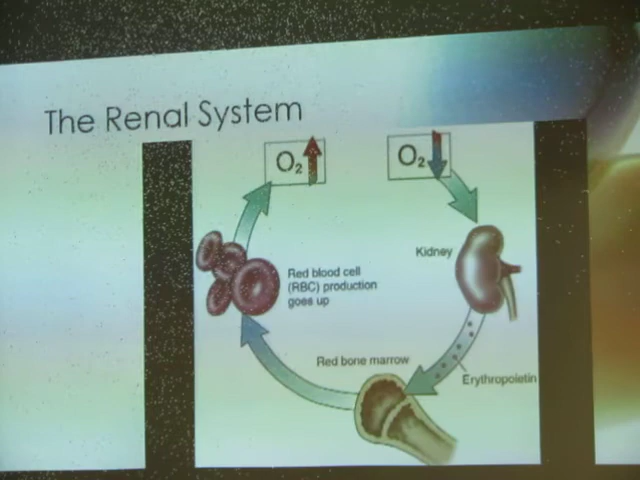 The Renal System
O₂
O₂
Kidney
Red blood cell
(RBC) production
goes up
Red bone marrow
Erythropoietin